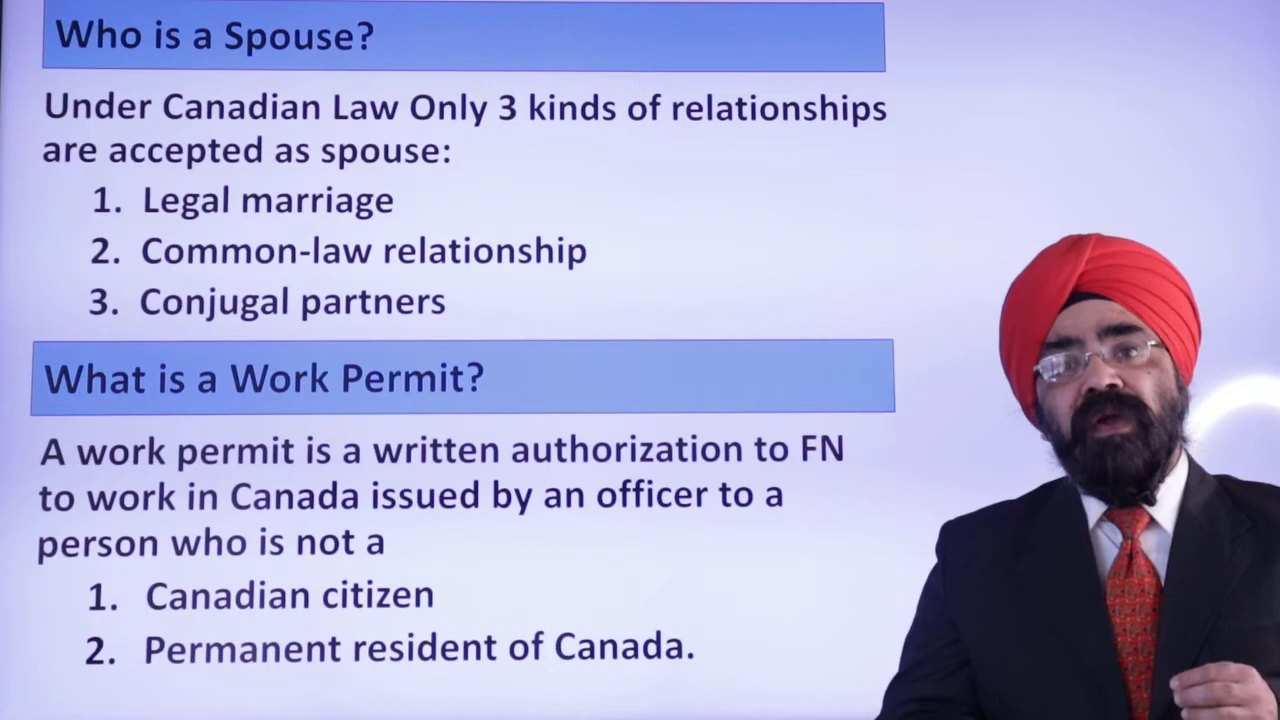 Who is a Spouse?
Under Canadian Law Only 3 kinds of relationships
are accepted as spouse:
1. Legal marriage
2. Common-law relationship
3. Conjugal partners
What is a Work Permit?
A work permit is a written authorization to FN
to work in Canada issued by an officer to a
person who is not a
1. Canadian citizen
2. Permanent resident of Canada.